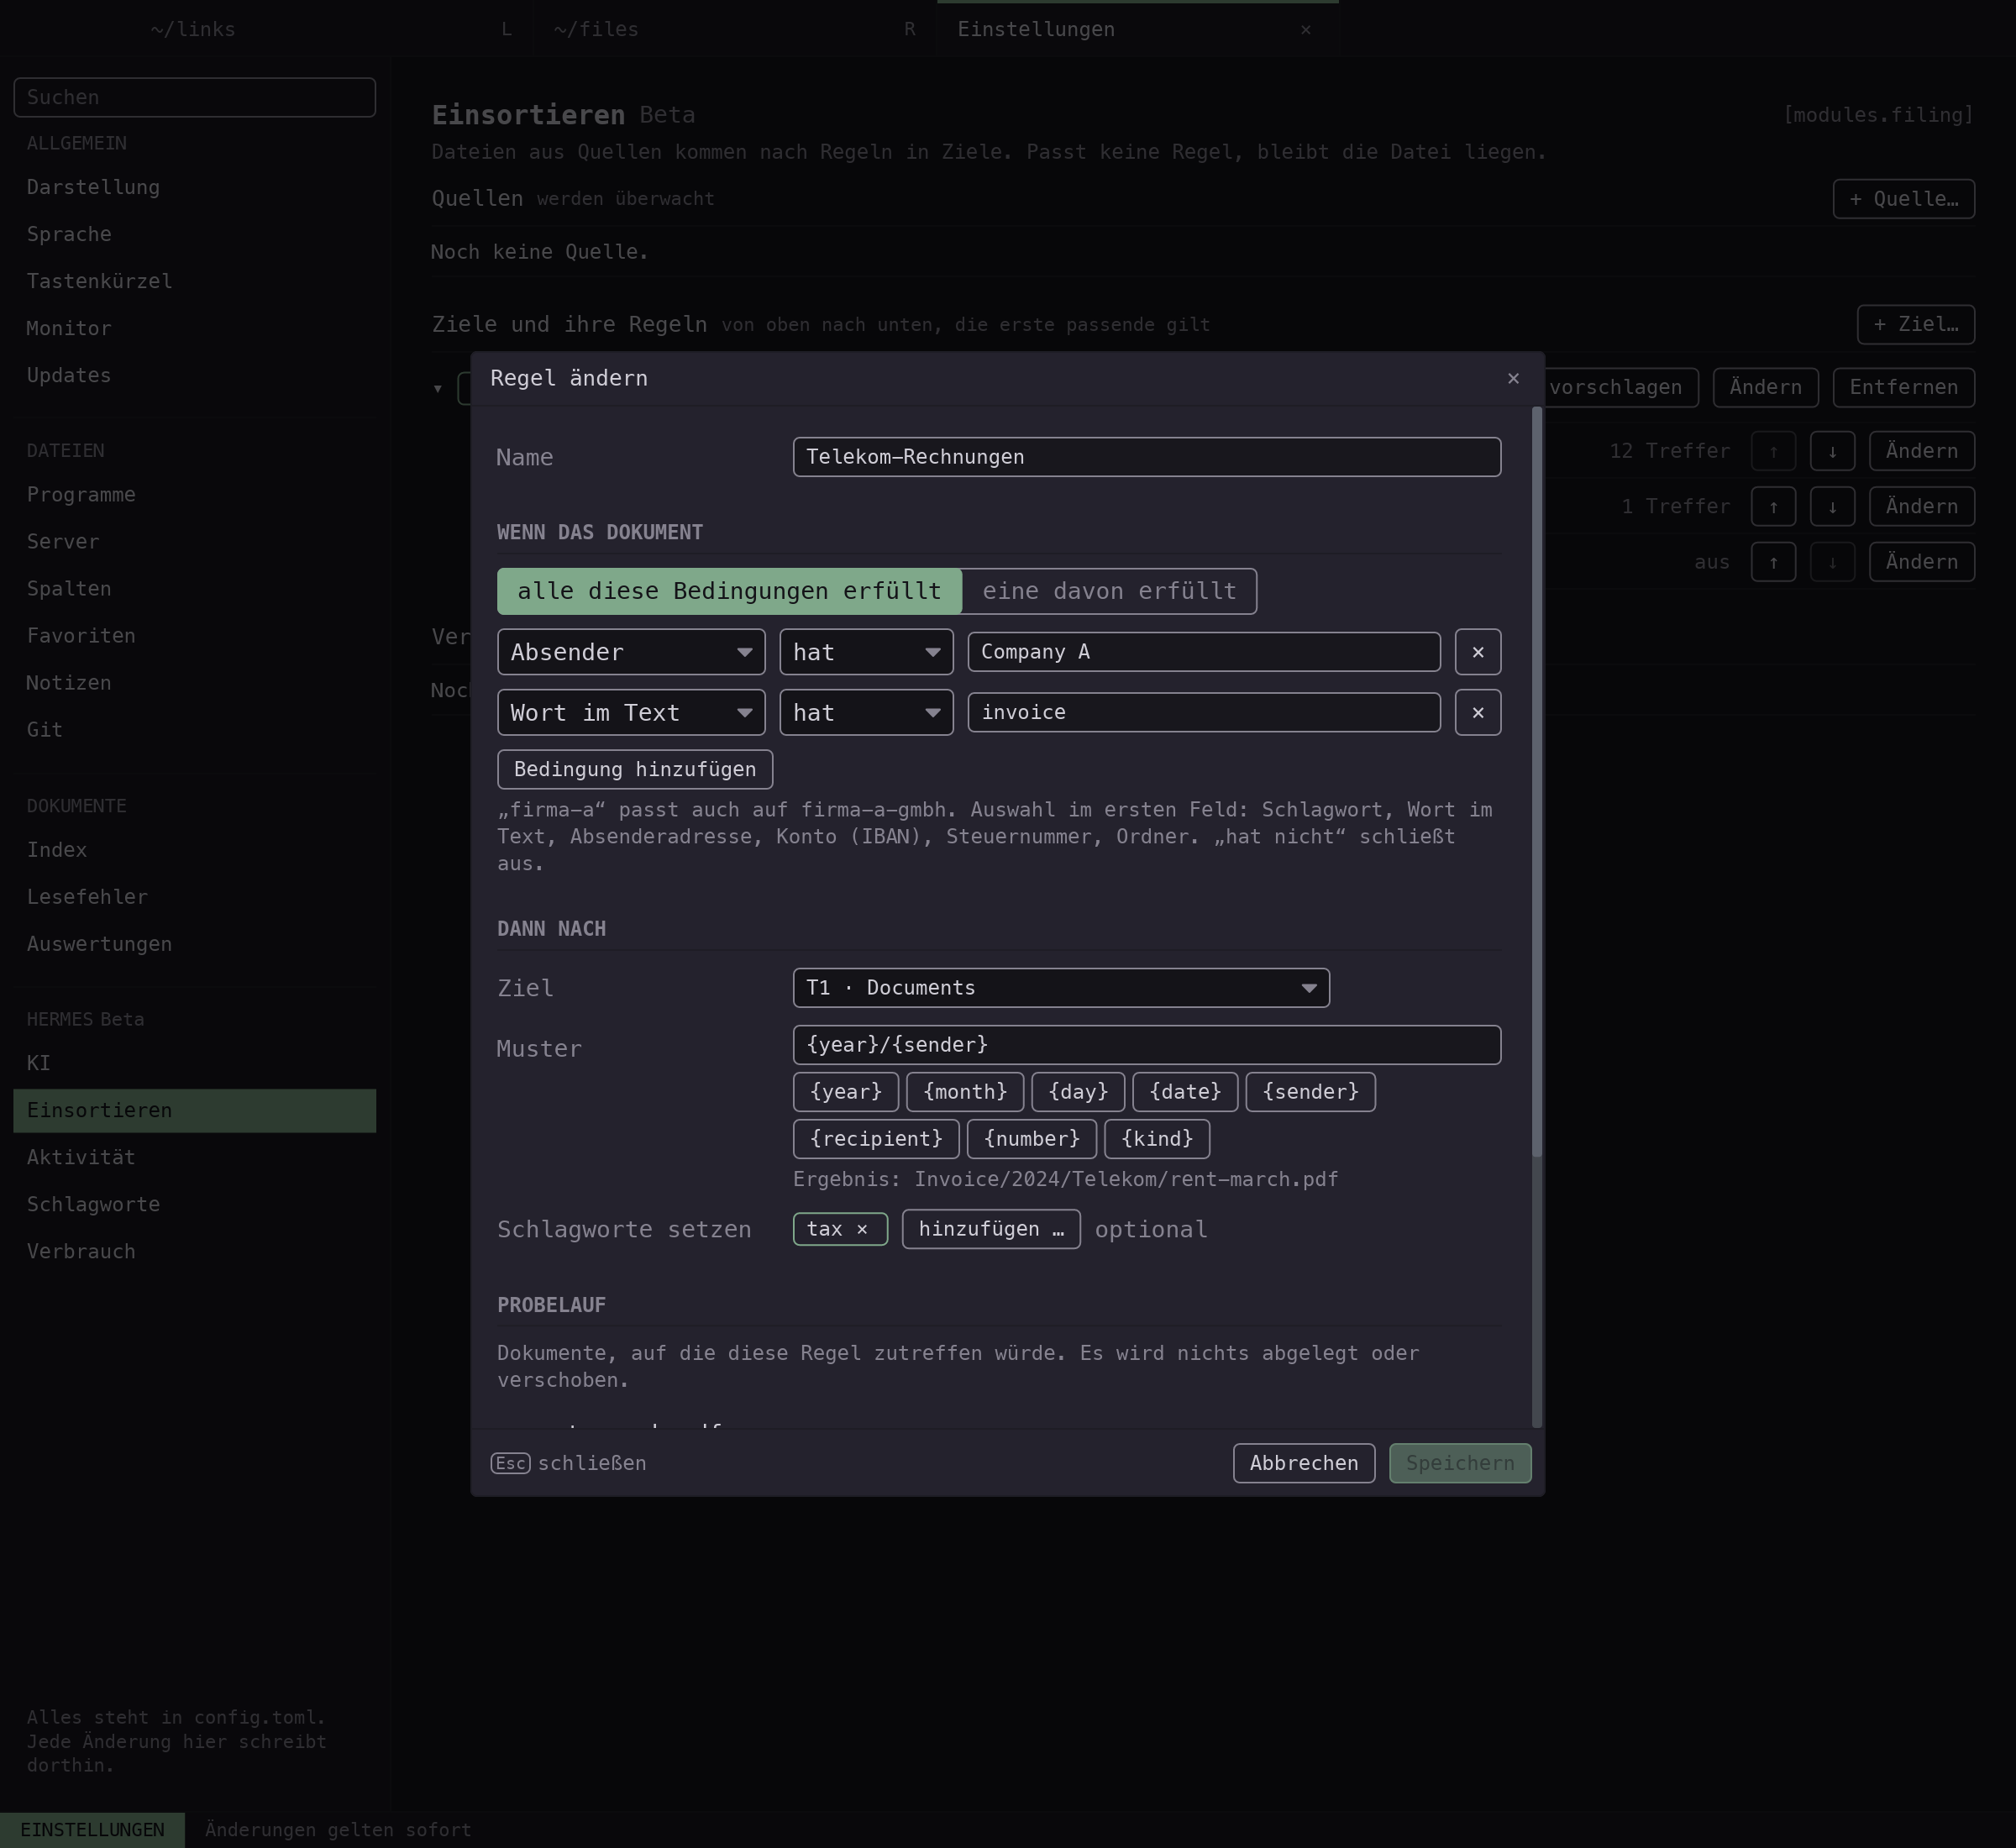 ~/links L ~/files R Einstellungen ×
Suchen
ALLGEMEIN
Darstellung
Sprache
Tastenkürzel
Monitor
Updates
DATEIEN
Programme
Server
Spalten
Favoriten
Notizen
Git
DOKUMENTE
Index
Lesefehler
Auswertungen
HERMES Beta
KI
Einsortieren
Aktivität
Schlagworte
Verbrauch
Alles steht in config.toml.
Jede Änderung hier schreibt
dorthin.
Einsortieren Beta [modules.filing]
Dateien aus Quellen kommen nach Regeln in Ziele. Passt keine Regel, bleibt die Datei liegen.
Quellen werden überwacht + Quelle…
Noch keine Quelle.
Ziele und ihre Regeln von oben nach unten, die erste passende gilt + Ziel…
▾ vorschlagen Ändern Entfernen
12 Treffer ↑ ↓ Ändern
1 Treffer ↑ ↓ Ändern
aus ↑ ↓ Ändern
Regel ändern ×
Name Telekom-Rechnungen
WENN DAS DOKUMENT
alle diese Bedingungen erfüllt eine davon erfüllt
Absender hat Company A ×
Wort im Text hat invoice ×
Bedingung hinzufügen
„firma-a“ passt auch auf firma-a-gmbh. Auswahl im ersten Feld: Schlagwort, Wort im
Text, Absenderadresse, Konto (IBAN), Steuernummer, Ordner. „hat nicht“ schließt
aus.
DANN NACH
Ziel T1 · Documents
Muster {year}/{sender}
{year} {month} {day} {date} {sender}
{recipient} {number} {kind}
Ergebnis: Invoice/2024/Telekom/rent-march.pdf
Schlagworte setzen tax × hinzufügen … optional
PROBELAUF
Dokumente, auf die diese Regel zutreffen würde. Es wird nichts abgelegt oder
verschoben.
Esc schließen Abbrechen Speichern
EINSTELLUNGEN Änderungen gelten sofort